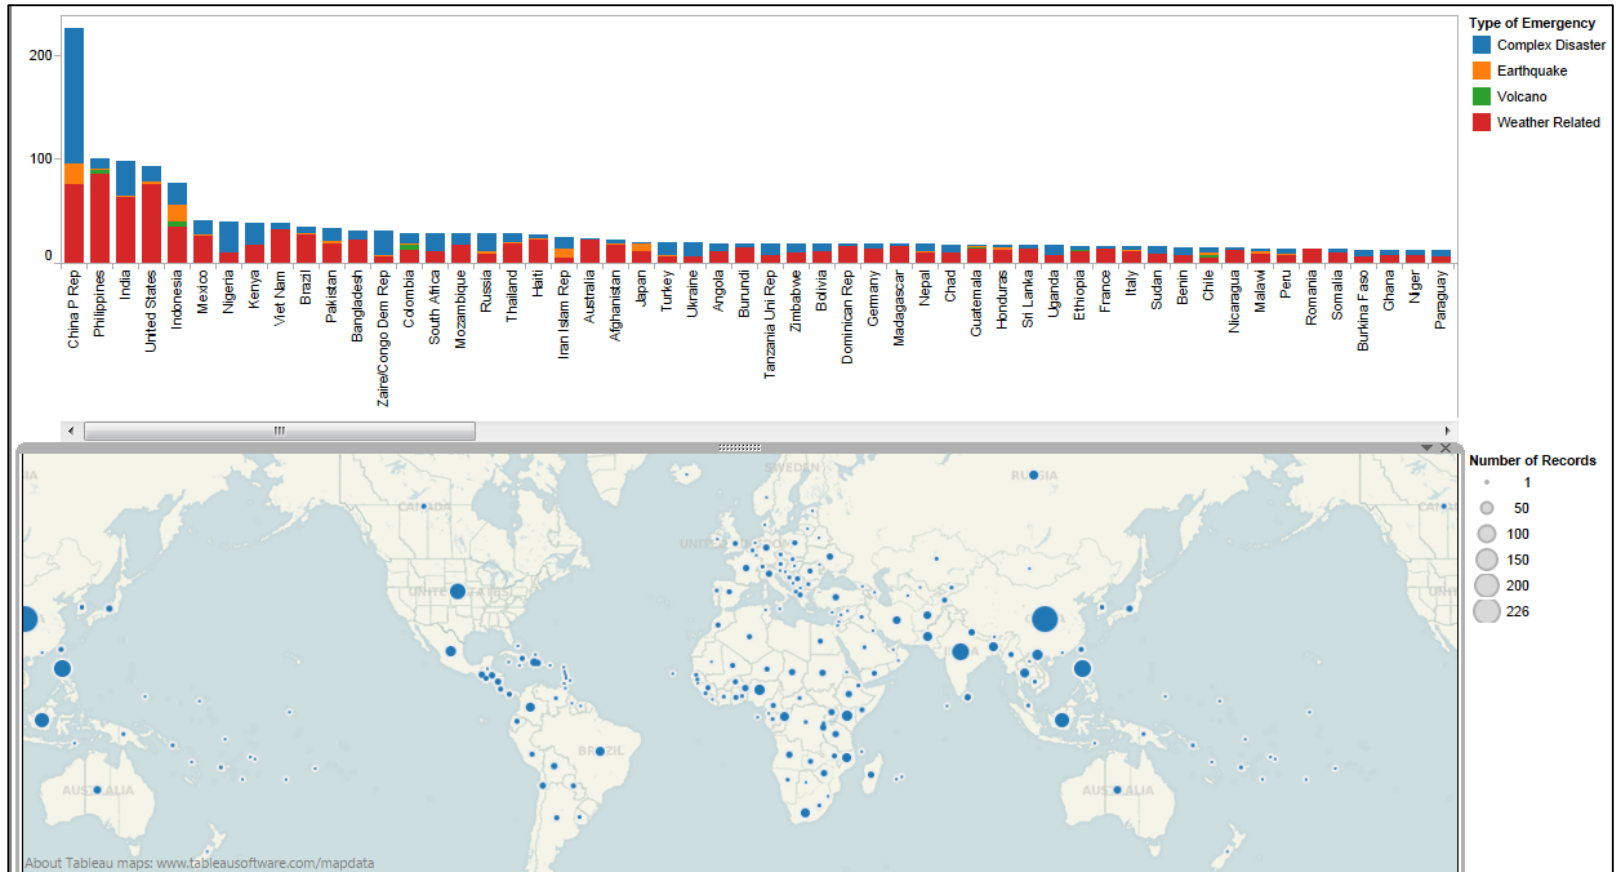 Type of Emergency
Complex Disaster
Earthquake
Volcano
Weather Related
200
100
0
China P Rep
Philippines
India
United States
Indonesia
Mexico
Nigeria
Kenya
Viet Nam
Brazil
Pakistan
Bangladesh
Zaire/Congo Dem Rep
Colombia
South Africa
Mozambique
Russia
Thailand
Haiti
Iran Islam Rep
Australia
Afghanistan
Japan
Turkey
Ukraine
Angola
Burundi
Tanzania Uni Rep
Zimbabwe
Bolivia
Dominican Rep
Germany
Madagascar
Nepal
Chad
Guatemala
Honduras
Sri Lanka
Uganda
Ethiopia
France
Italy
Sudan
Benin
Chile
Nicaragua
Malawi
Peru
Romania
Somalia
Burkina Faso
Ghana
Niger
Paraguay
Number of Records
1
50
100
150
200
226
SWEDEN
RUSSIA
CANADA
UNITED STATES
BRAZIL
AUSTRALIA
AUSTRALIA
About Tableau maps: www.tableausoftware.com/mapdata